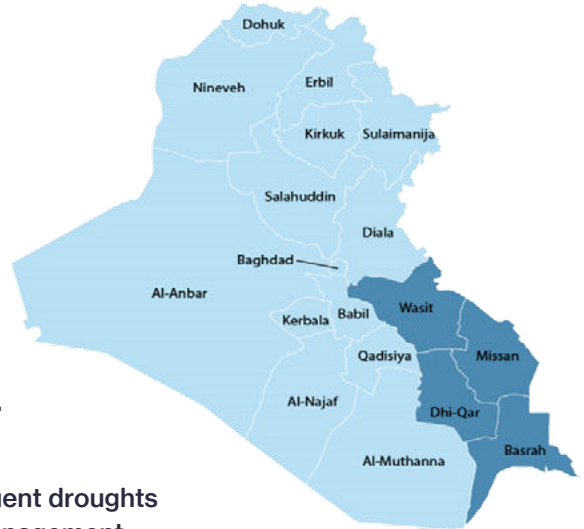 Dohuk
Nineveh
Erbil
Kirkuk
Sulaimanija
Salahuddin
Diala
Baghdad
Al-Anbar
Wasit
Kerbala
Babil
Missan
Qadisiya
Al-Najaf
Dhi-Qar
Basrah
Al-Muthanna
uent droughts